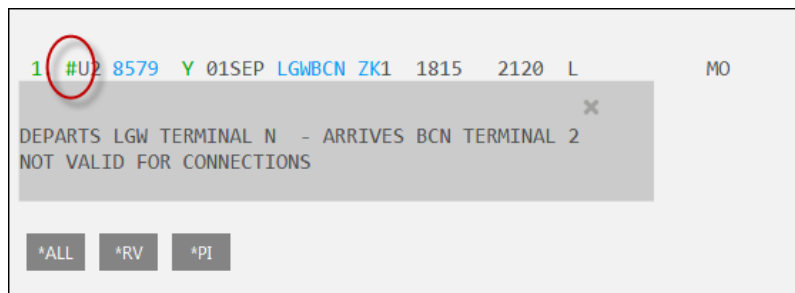 1. #U2 8579 Y 01SEP LGWBCN ZK1 1815 2120 L MO
DEPARTS LGW TERMINAL N - ARRIVES BCN TERMINAL 2
NOT VALID FOR CONNECTIONS
*ALL *RV *PI